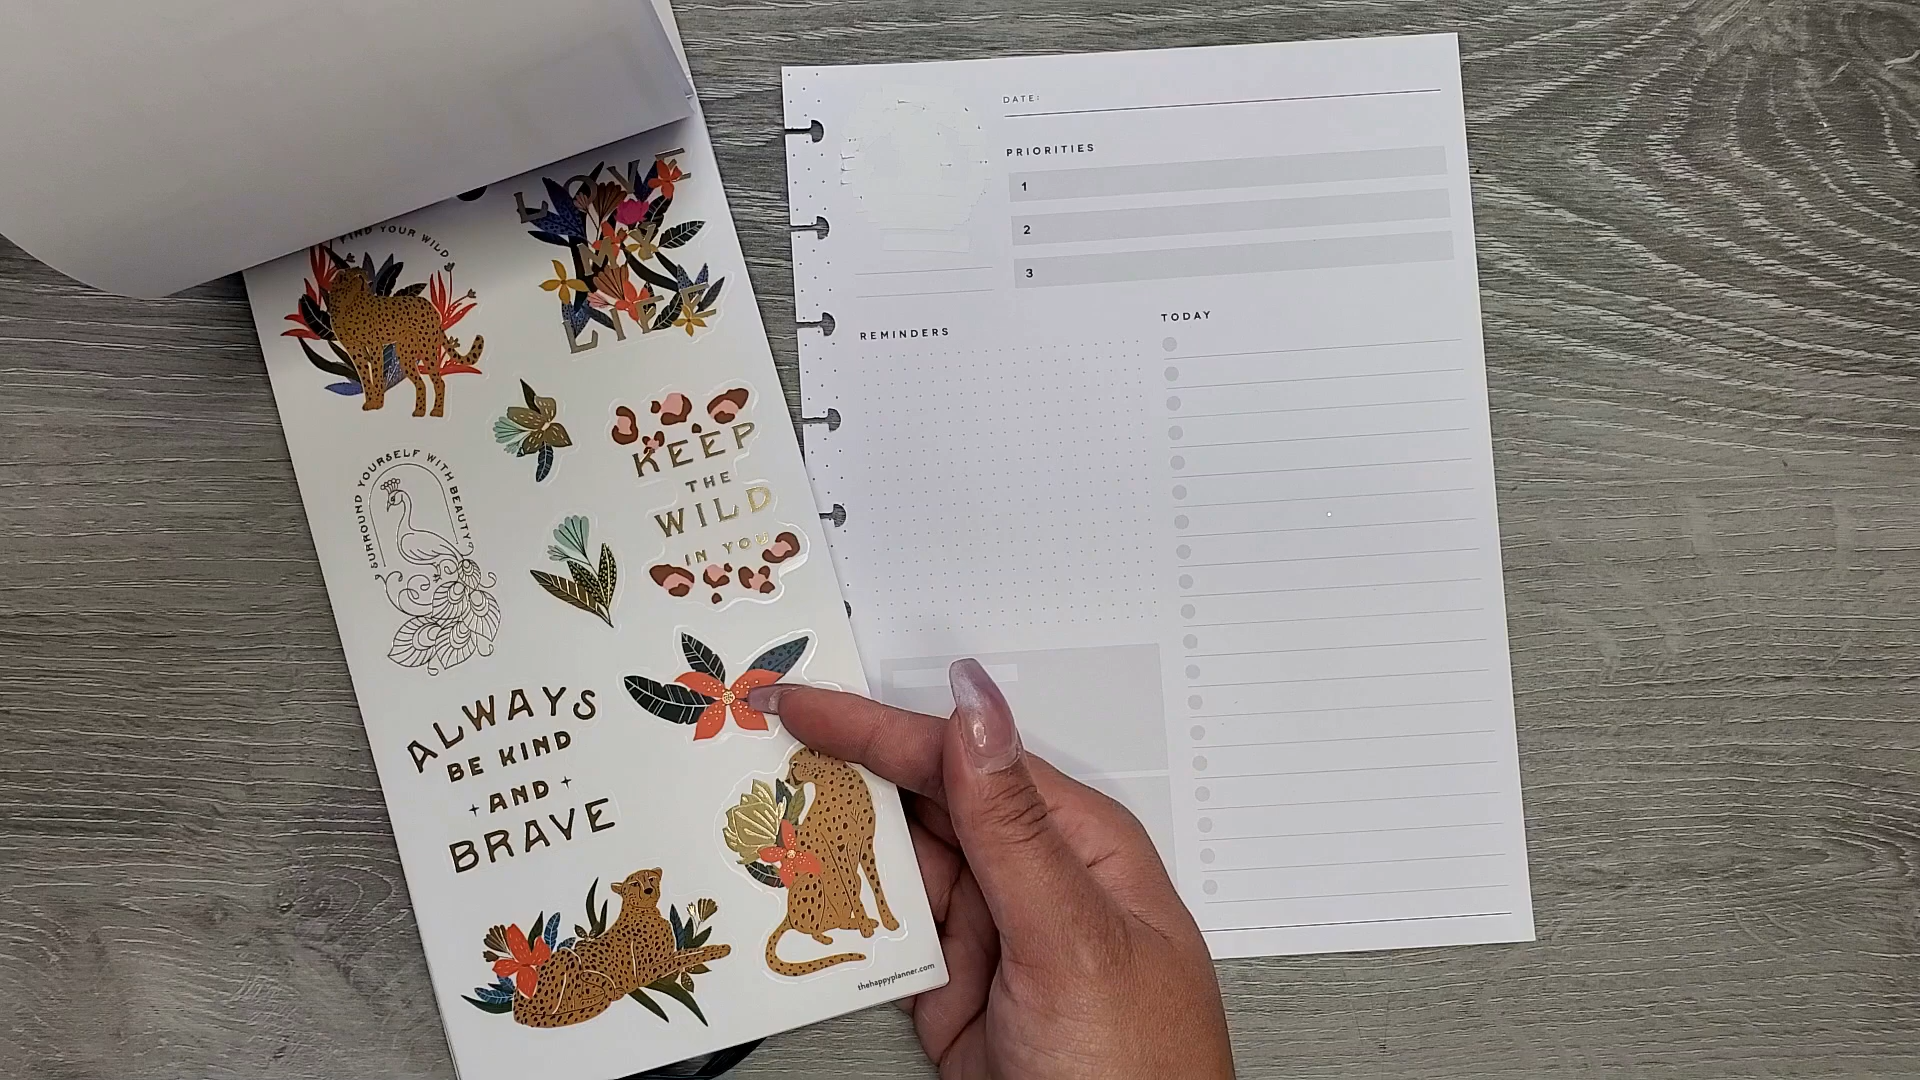 FIND YOUR WILD
LOVE
MY
LIFE
SURROUND YOURSELF WITH BEAUTY
KEEP
THE
WILD
IN YOU
ALWAYS
BE KIND
AND
BRAVE
thehappyplanner.com
DATE:
PRIORITIES
1
2
3
REMINDERS
TODAY